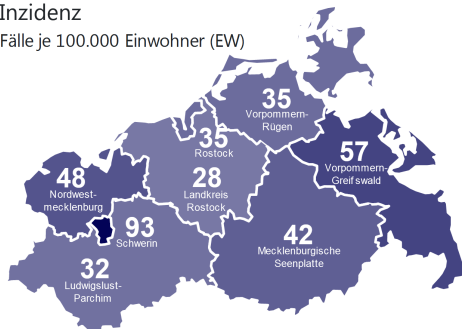 Inzidenz
Fälle je 100.000 Einwohner (EW)
35
Vorpommern-
Rügen
35
Rostock
57
Vorpommern-
Greifswald
48
Nordwest-
mecklenburg
28
Landkreis
Rostock
93
Schwerin
42
Mecklenburgische
Seenplatte
32
Ludwigslust-
Parchim